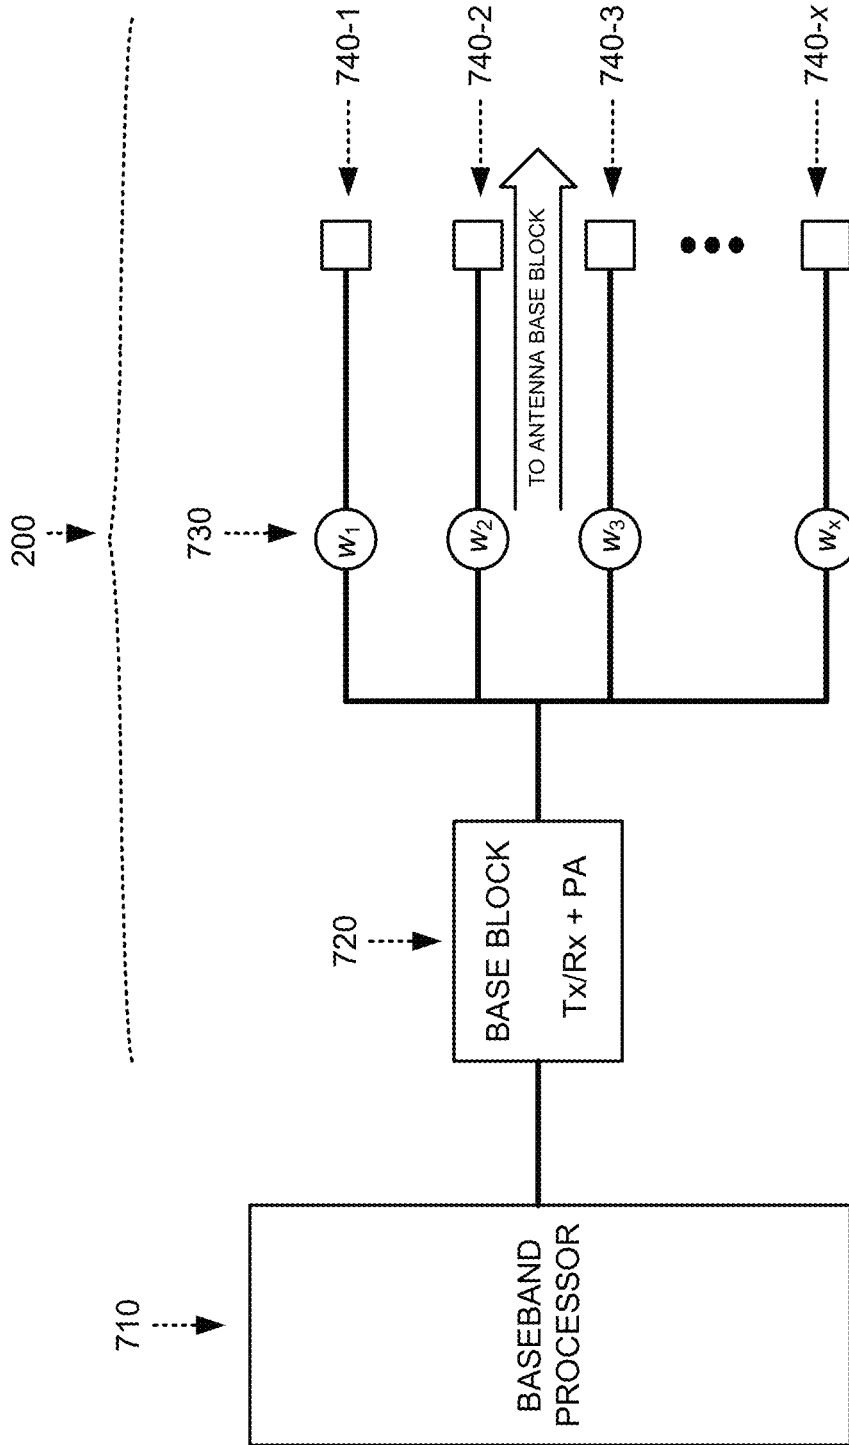 200
710
720
730
740-1
740-2
740-3
740-x
BASEBAND
PROCESSOR
BASE BLOCK
Tx/Rx + PA
w1
w2
w3
wx
TO ANTENNA BASE BLOCK